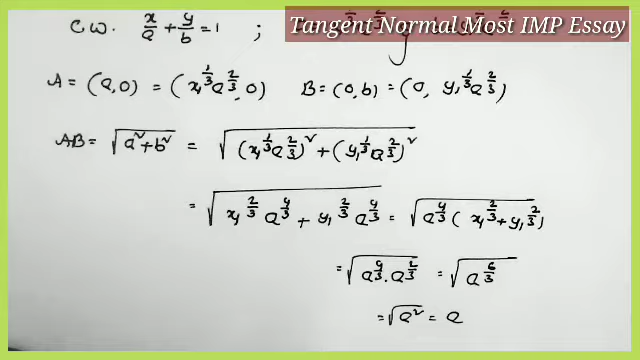 Tangent Normal Most IMP Essay
C.W. x/a + y/b = 1 ;
A = (a, 0) = (x₁^(1/3) a^(2/3), 0) B = (0, b) = (0, y₁^(1/3) a^(2/3))
AB = √(a² + b²) = √((x₁^(1/3) a^(2/3))² + (y₁^(1/3) a^(2/3))²)
= √(x₁^(2/3) a^(4/3) + y₁^(2/3) a^(4/3)) = √(a^(4/3) (x₁^(2/3) + y₁^(2/3)))
= √(a^(4/3) · a^(2/3)) = √(a^(6/3))
= √(a²) = a